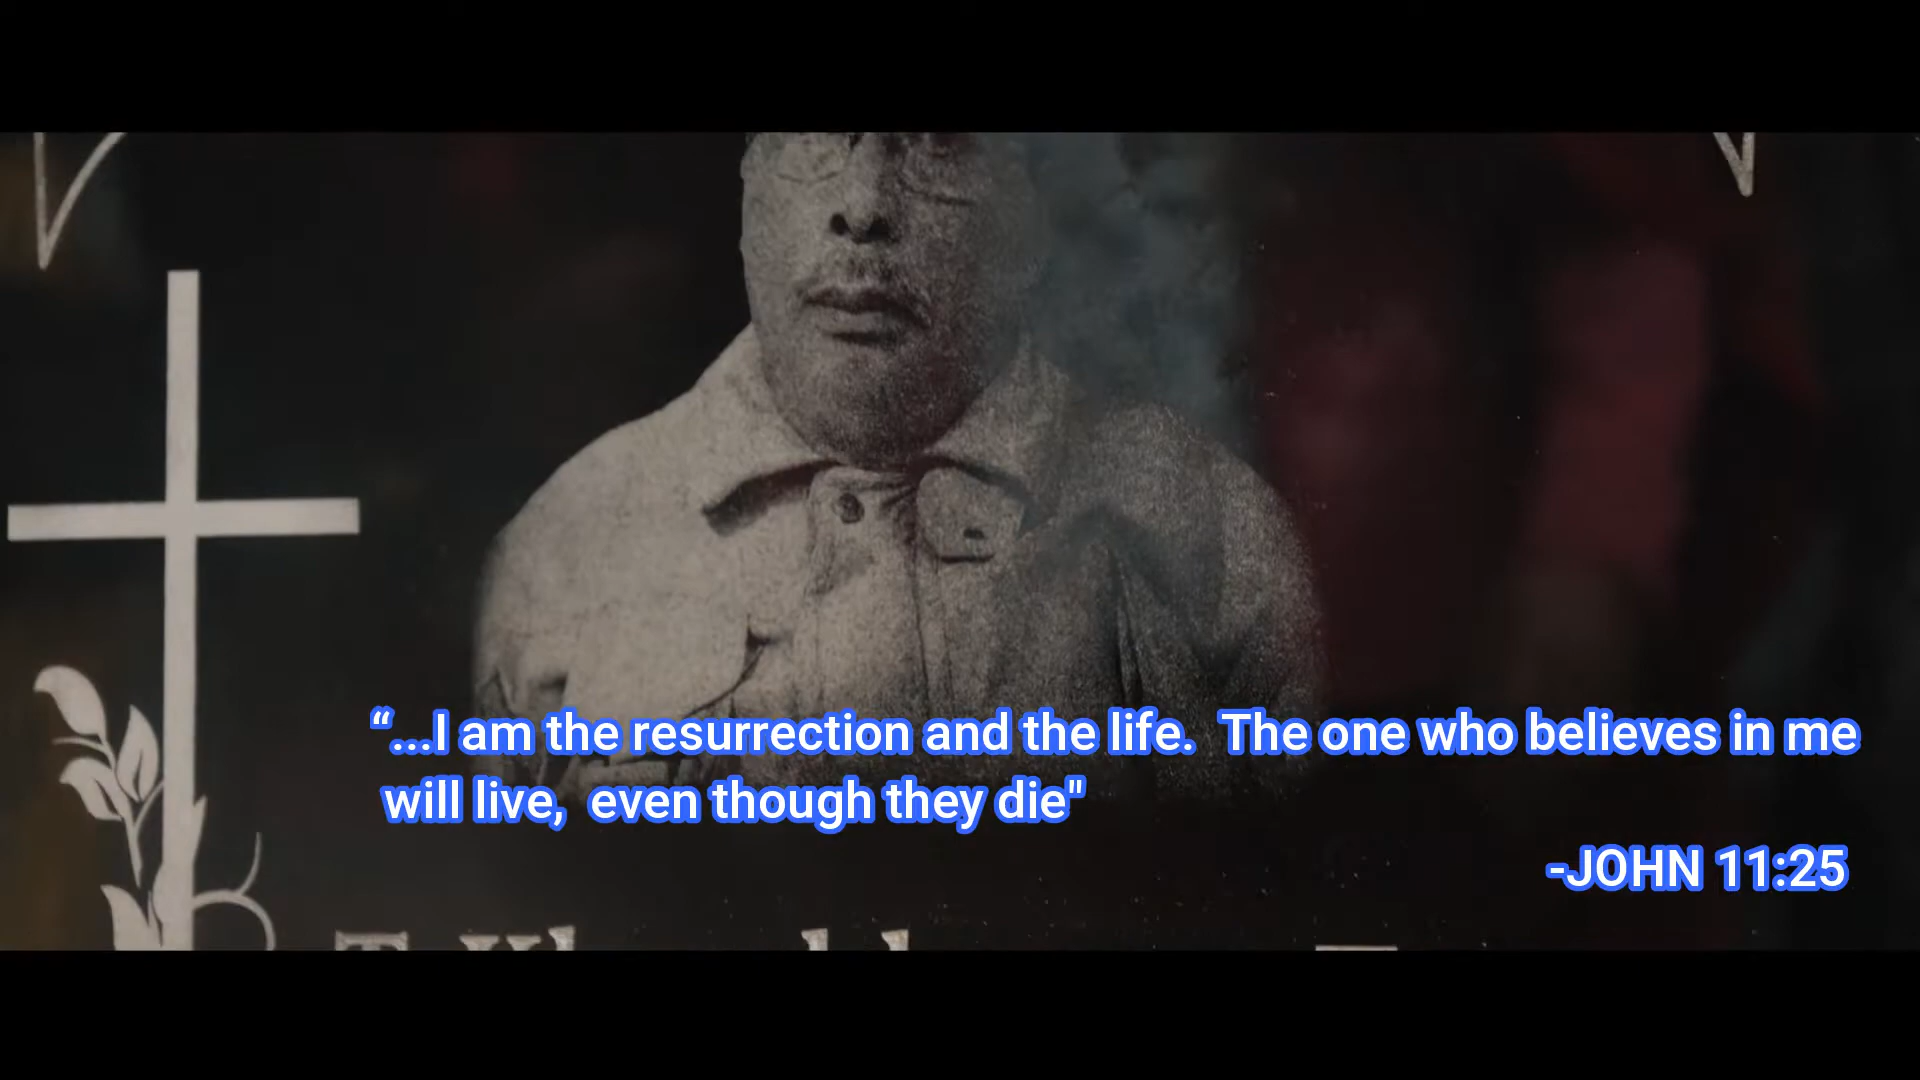 “...I am the resurrection and the life.  The one who believes in me
will live,  even though they die"
-JOHN 11:25